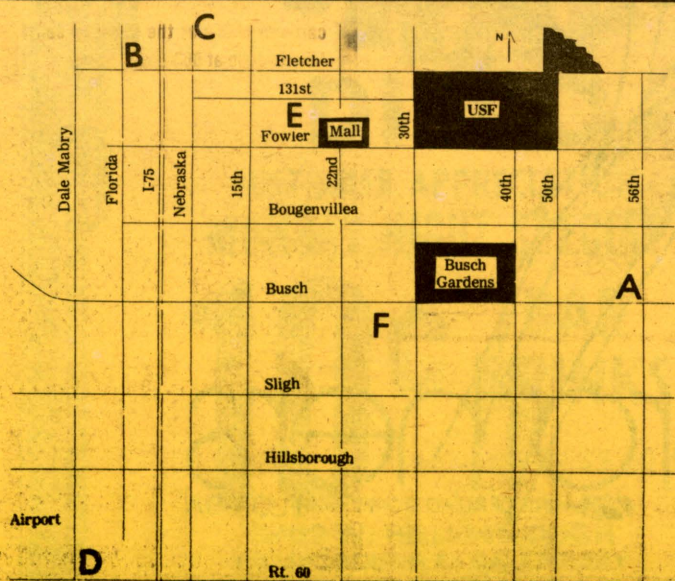 C
B
N
Fletcher
131st
USF
E
Fowler
Mall
30th
Dale Mabry
Florida
I-75
Nebraska
15th
22nd
40th
50th
56th
Bougenvillea
Busch
Gardens
Busch
A
F
Sligh
Hillsborough
Airport
D
Rt. 60